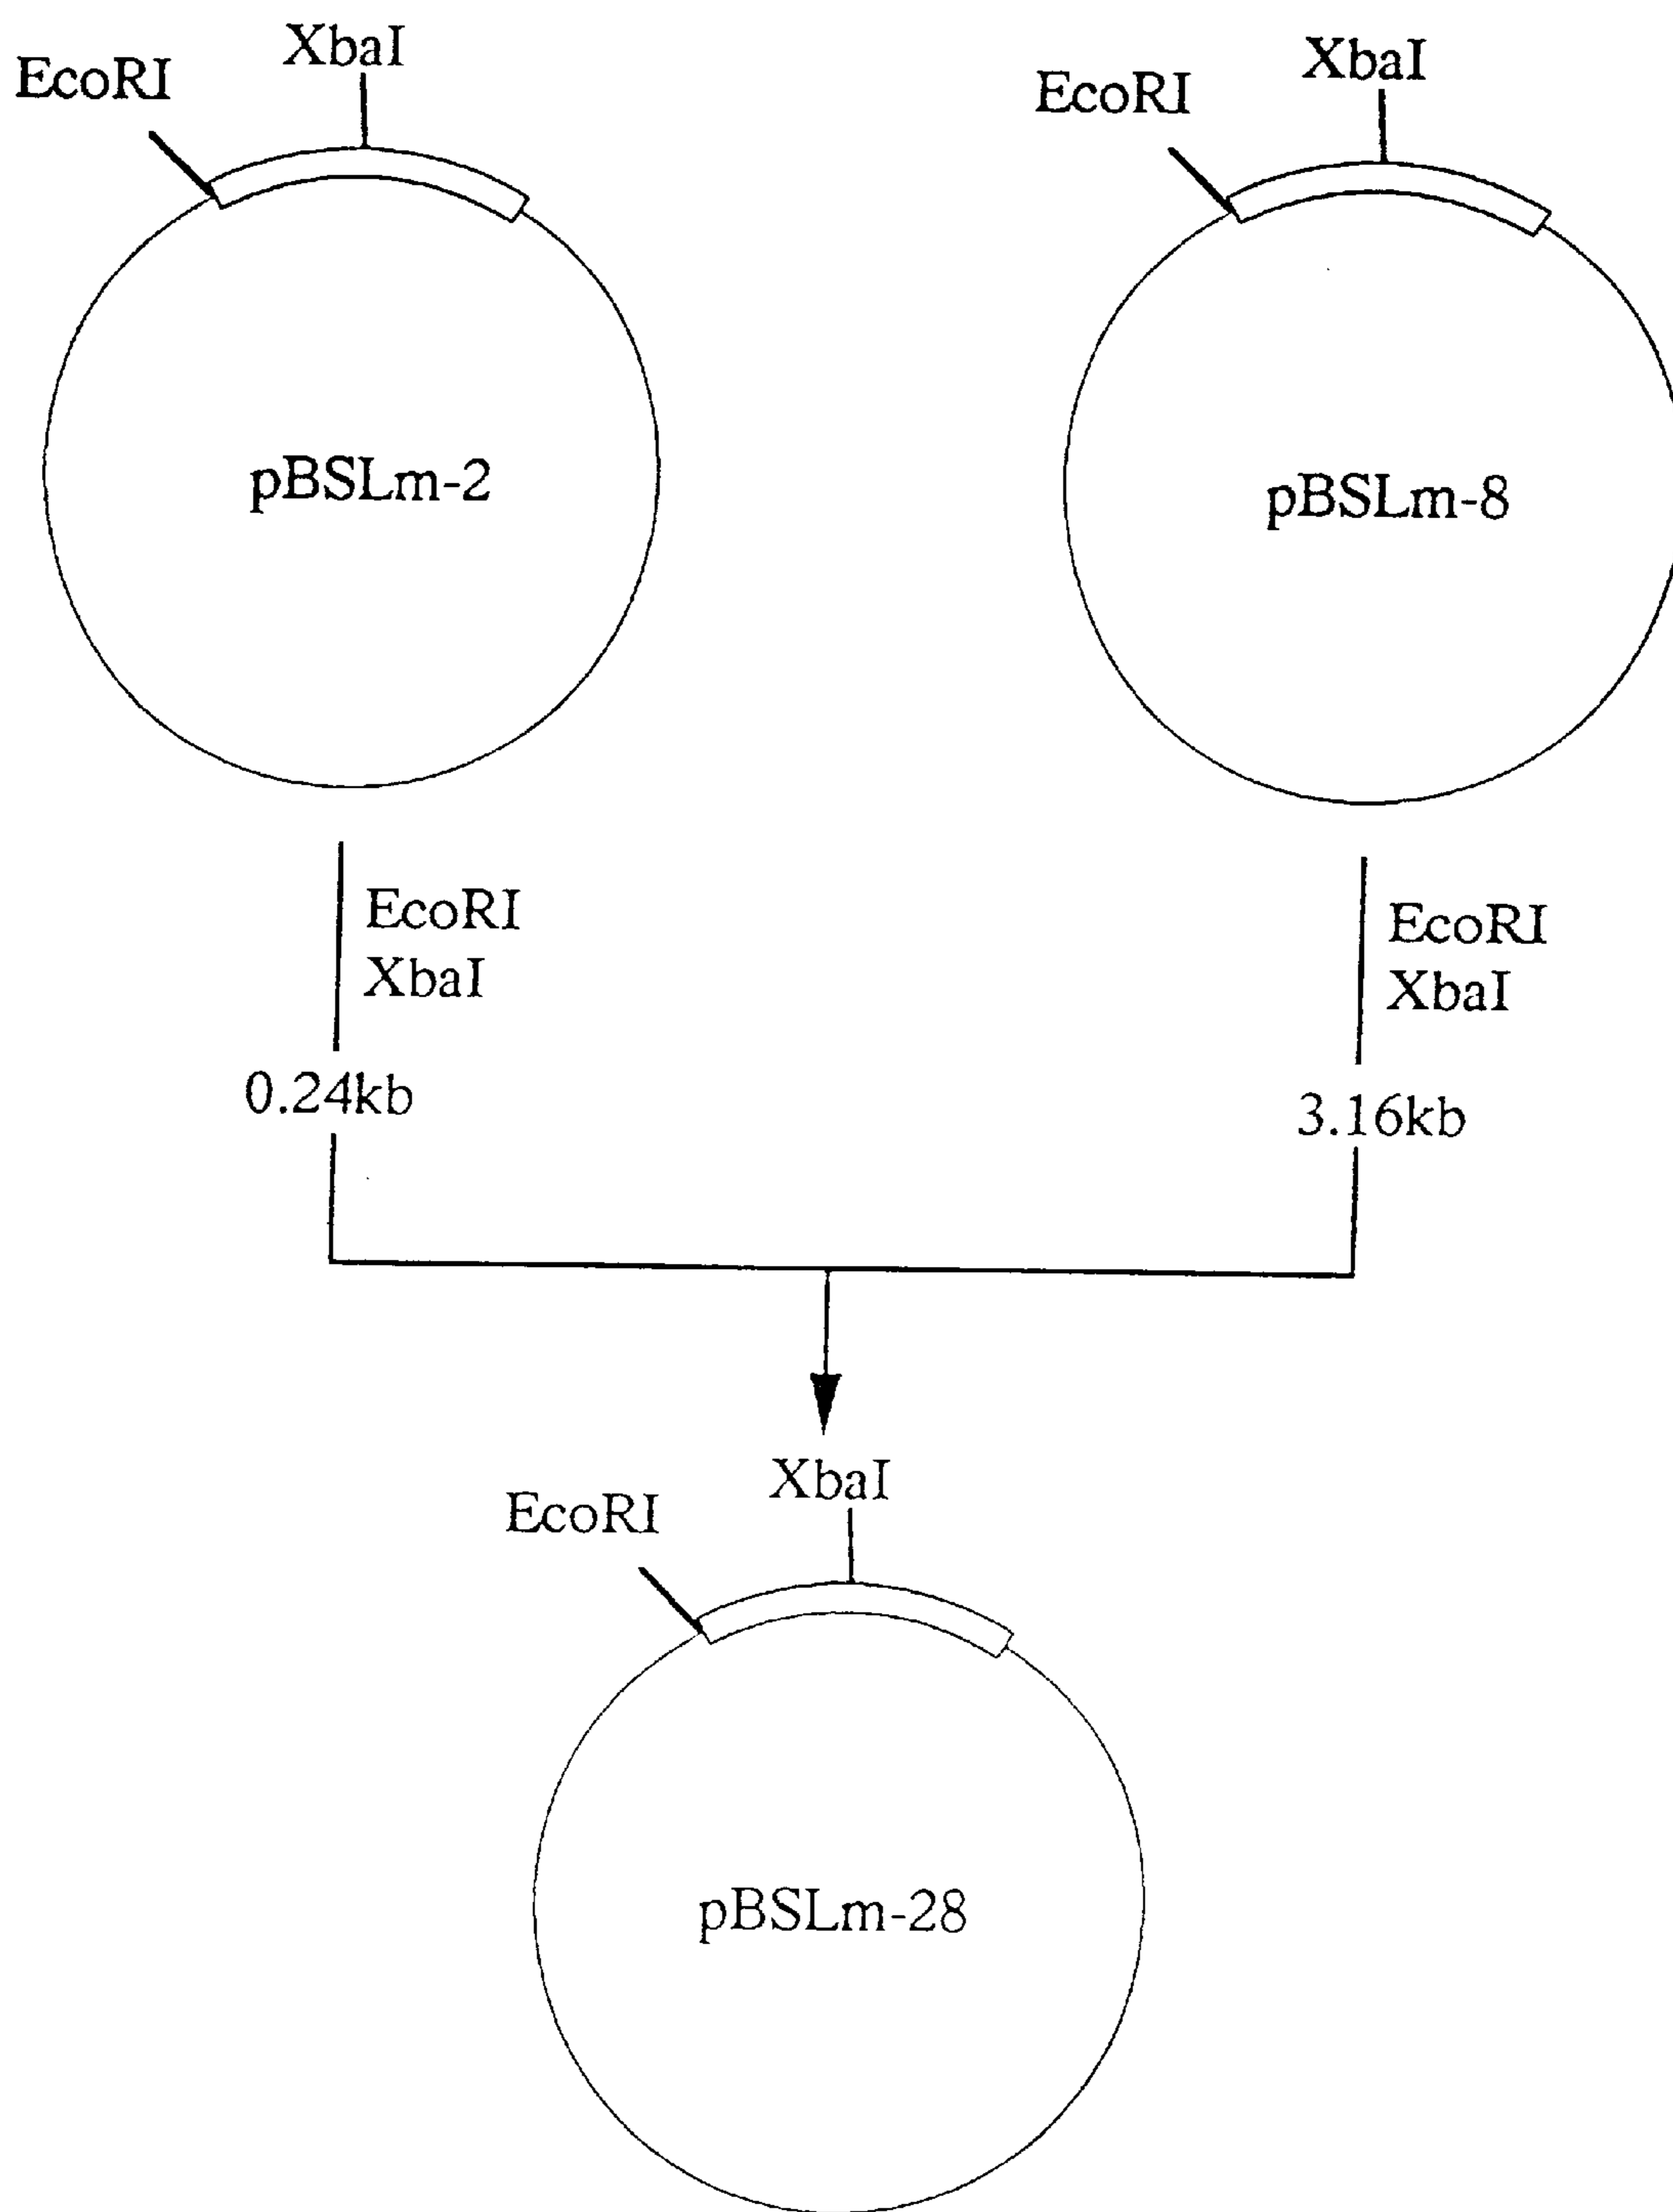 XbaI
EcoRI
pBSLm-2
EcoRI
XbaI
0.24kb
XbaI
EcoRI
pBSLm-8
EcoRI
XbaI
3.16kb
XbaI
EcoRI
pBSLm-28